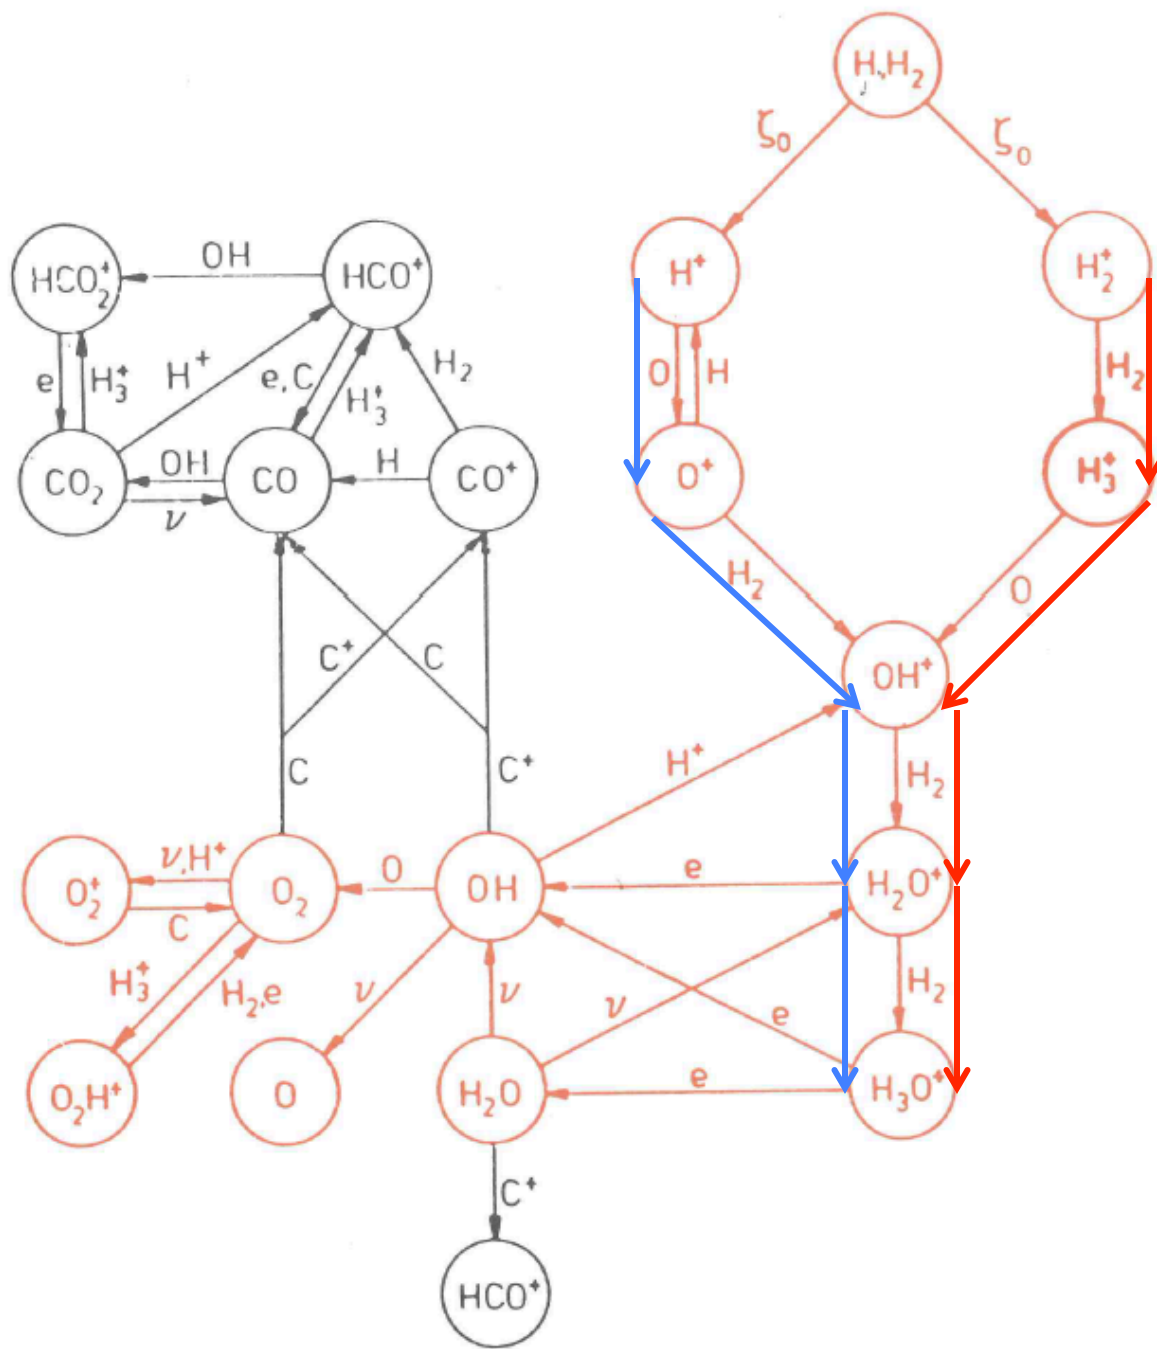 H,H₂
ζ₀ ζ₀
HCO₂⁺ OH HCO⁺ H⁺ H₂⁺
e H₃⁺ H⁺ e,C H₃⁺ H₂ O H H₂
CO₂ OH CO H CO⁺ O⁺ H₃⁺
ν
H₂ O
C⁺ C
OH⁺
C C⁺ H⁺ H₂
O₂⁺ ν,H⁺ O₂ O OH e H₂O⁺
C
H₃⁺ H₂,e ν ν ν e H₂
O₂H⁺ O H₂O e H₃O⁺
C⁺
HCO⁺